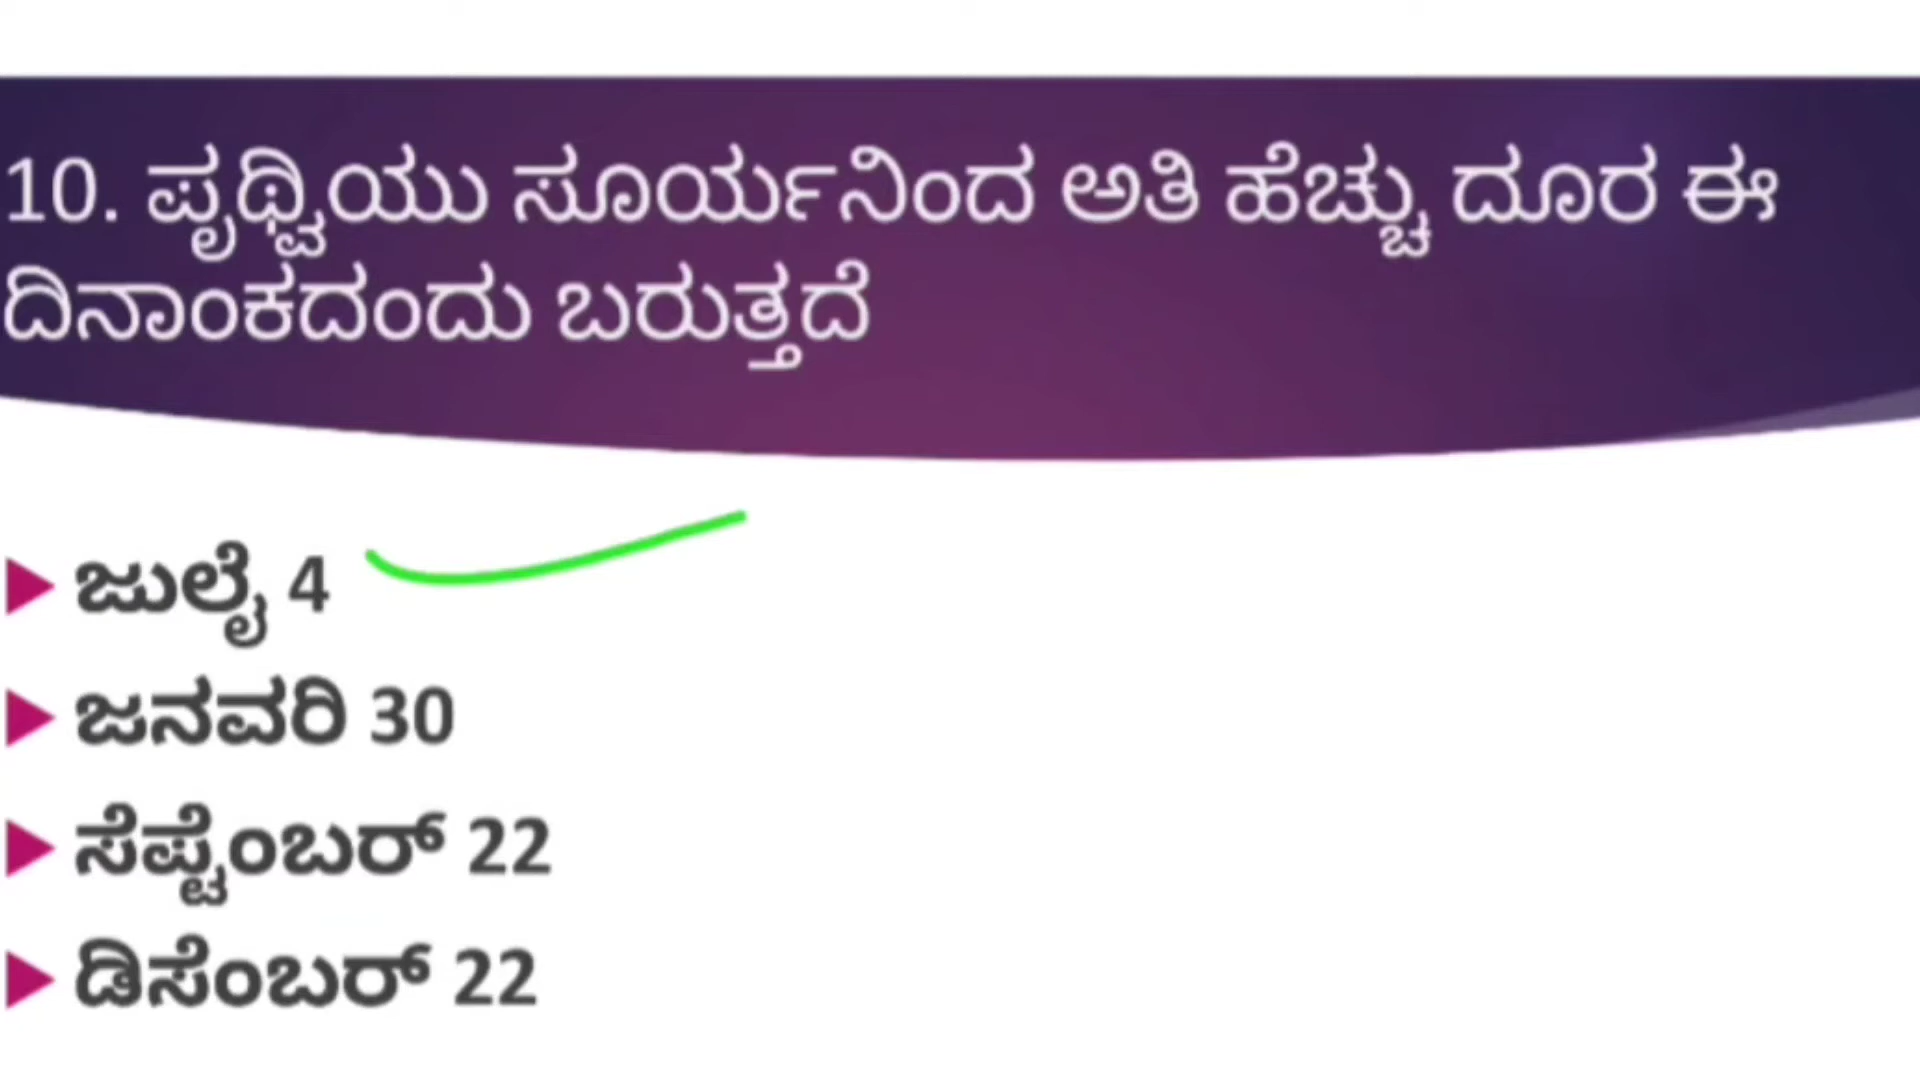 10. ಪೃಥ್ವಿಯು ಸೂರ್ಯನಿಂದ ಅತಿ ಹೆಚ್ಚು ದೂರ ಈ
ದಿನಾಂಕದಂದು ಬರುತ್ತದೆ
ಜುಲೈ 4
ಜನವರಿ 30
ಸೆಪ್ಟೆಂಬರ್ 22
ಡಿಸೆಂಬರ್ 22